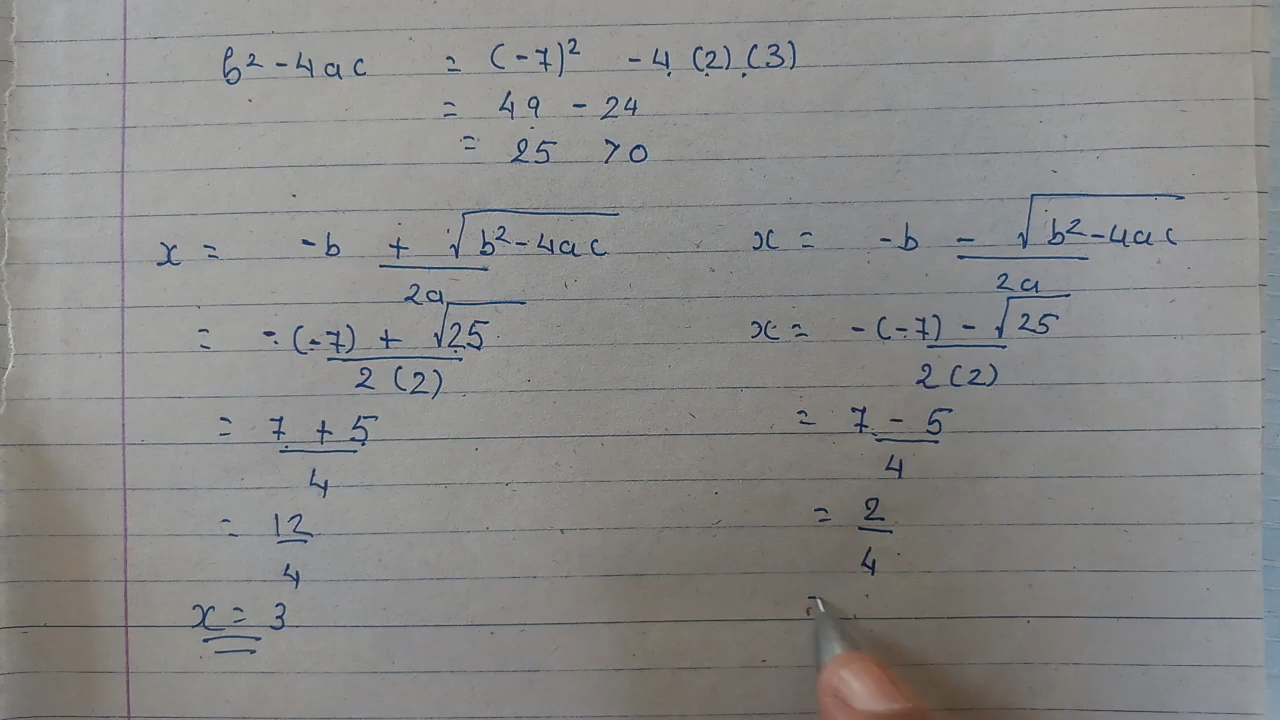 b² - 4ac = (-7)² - 4 (2) (3)
= 49 - 24
= 25 > 0
x = -b + √b² - 4ac
2a
= -(-7) + √25
2 (2)
= 7 + 5
4
= 12
4
x = 3
x = -b - √b² - 4ac
2a
x = -(-7) - √25
2 (2)
= 7 - 5
4
= 2
4